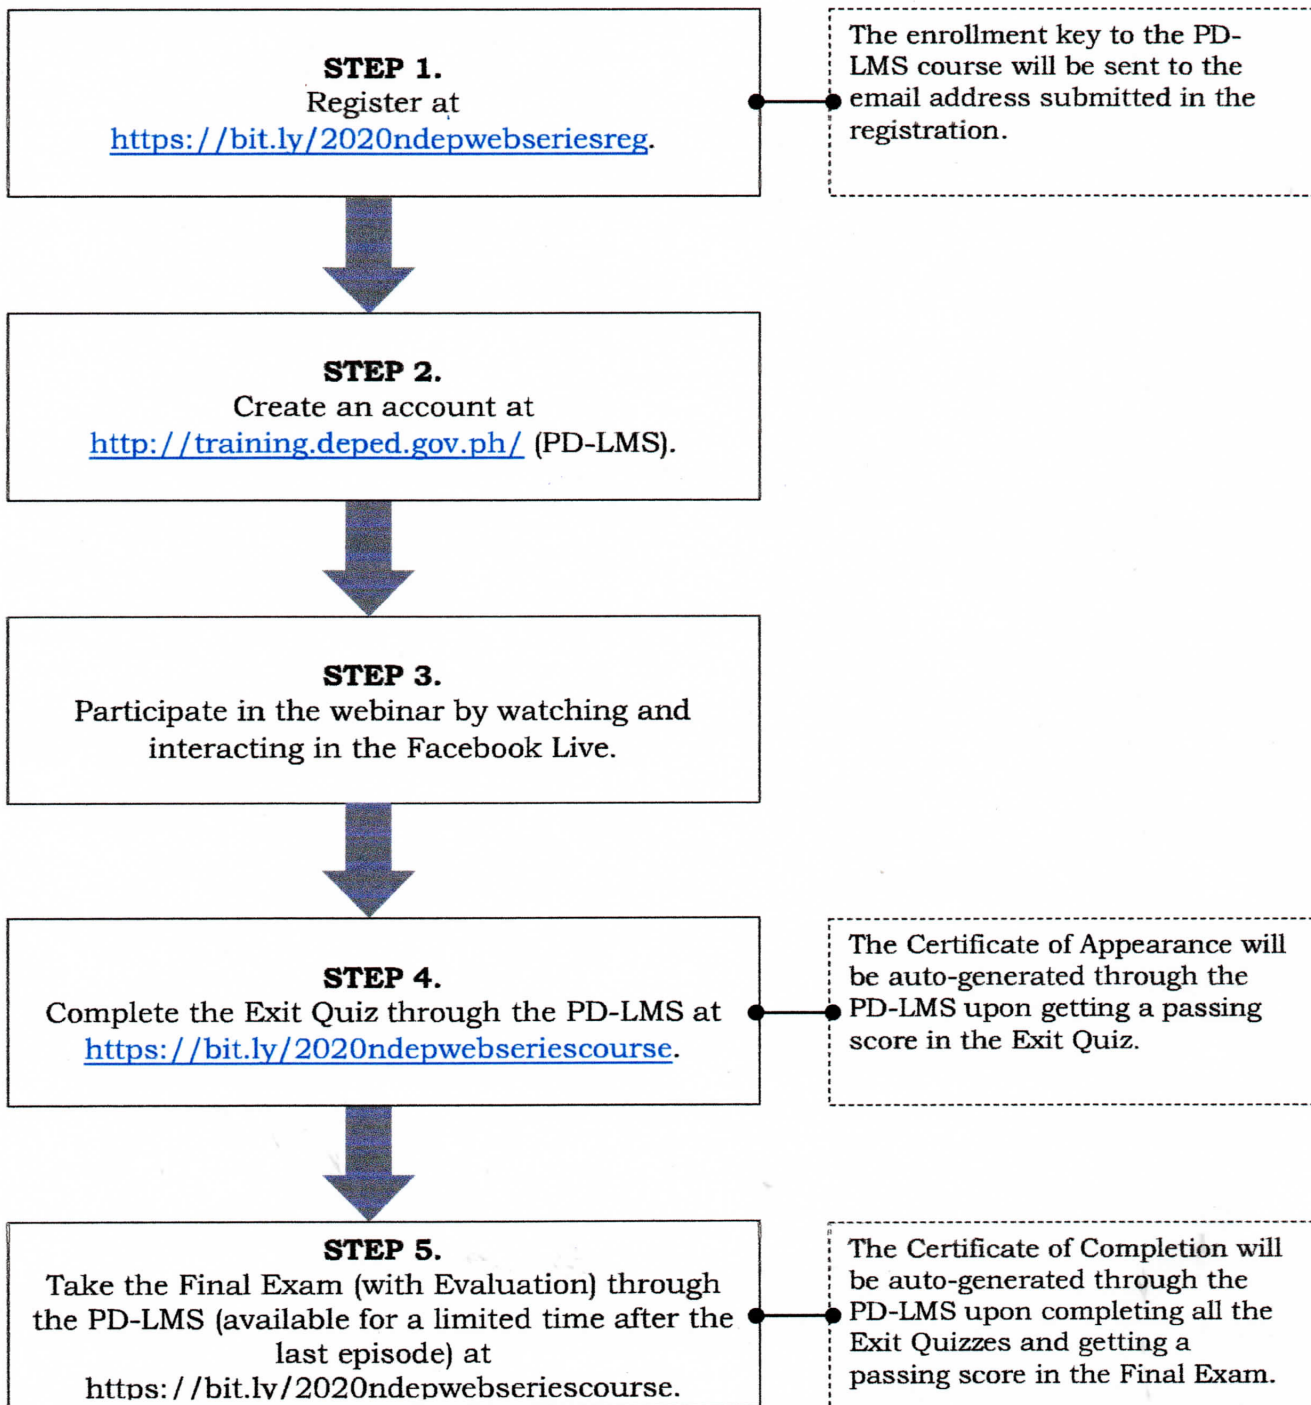 STEP 1.
Register at
https://bit.ly/2020ndepwebseriesreg.
The enrollment key to the PD-
LMS course will be sent to the
email address submitted in the
registration.
STEP 2.
Create an account at
http://training.deped.gov.ph/ (PD-LMS).
STEP 3.
Participate in the webinar by watching and
interacting in the Facebook Live.
STEP 4.
Complete the Exit Quiz through the PD-LMS at
https://bit.ly/2020ndepwebseriescourse.
The Certificate of Appearance will
be auto-generated through the
PD-LMS upon getting a passing
score in the Exit Quiz.
STEP 5.
Take the Final Exam (with Evaluation) through
the PD-LMS (available for a limited time after the
last episode) at
https://bit.ly/2020ndepwebseriescourse.
The Certificate of Completion will
be auto-generated through the
PD-LMS upon completing all the
Exit Quizzes and getting a
passing score in the Final Exam.